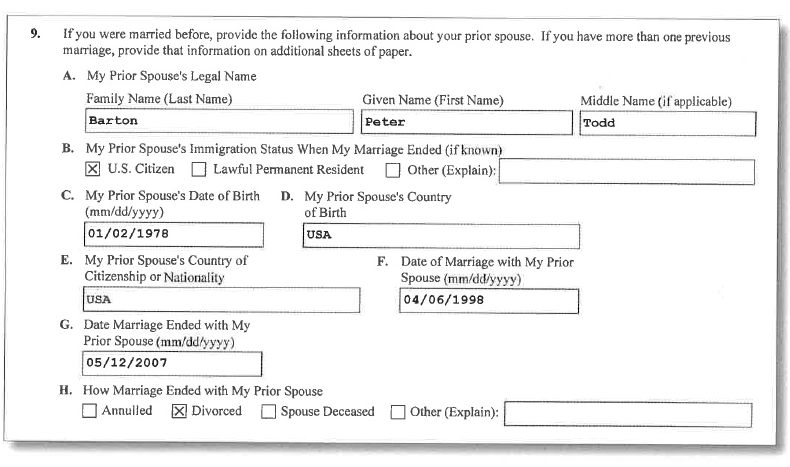 9. If you were married before, provide the following information about your prior spouse. If you have more than one previous
marriage, provide that information on additional sheets of paper.
A. My Prior Spouse's Legal Name
Family Name (Last Name) Given Name (First Name) Middle Name (if applicable)
Barton Peter Todd
B. My Prior Spouse's Immigration Status When My Marriage Ended (if known)
☒ U.S. Citizen ☐ Lawful Permanent Resident ☐ Other (Explain):
C. My Prior Spouse's Date of Birth D. My Prior Spouse's Country
(mm/dd/yyyy) of Birth
01/02/1978 USA
E. My Prior Spouse's Country of F. Date of Marriage with My Prior
Citizenship or Nationality Spouse (mm/dd/yyyy)
USA 04/06/1998
G. Date Marriage Ended with My
Prior Spouse (mm/dd/yyyy)
05/12/2007
H. How Marriage Ended with My Prior Spouse
☐ Annulled ☒ Divorced ☐ Spouse Deceased ☐ Other (Explain):